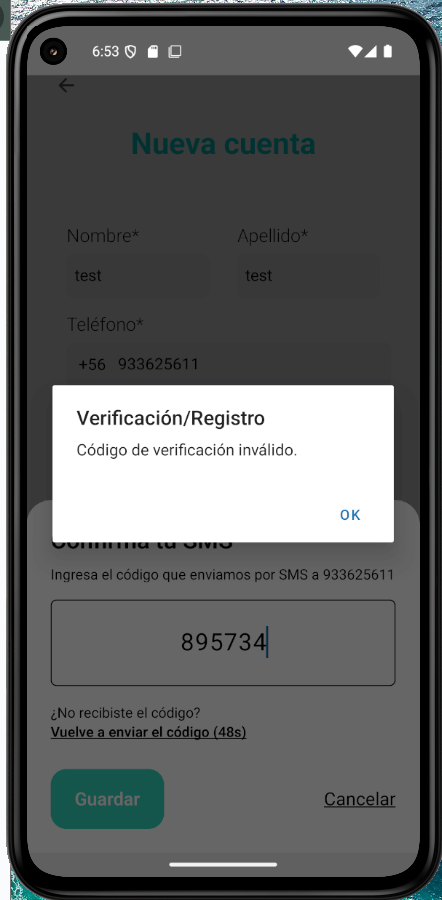 6:53
Nueva cuenta
Nombre* Apellido*
test test
Teléfono*
+56 933625611
Verificación/Registro
Código de verificación inválido.
OK
Confirma tu SMS
Ingresa el código que enviamos por SMS a 933625611
895734
¿No recibiste el código?
Vuelve a enviar el código (48s)
Guardar Cancelar